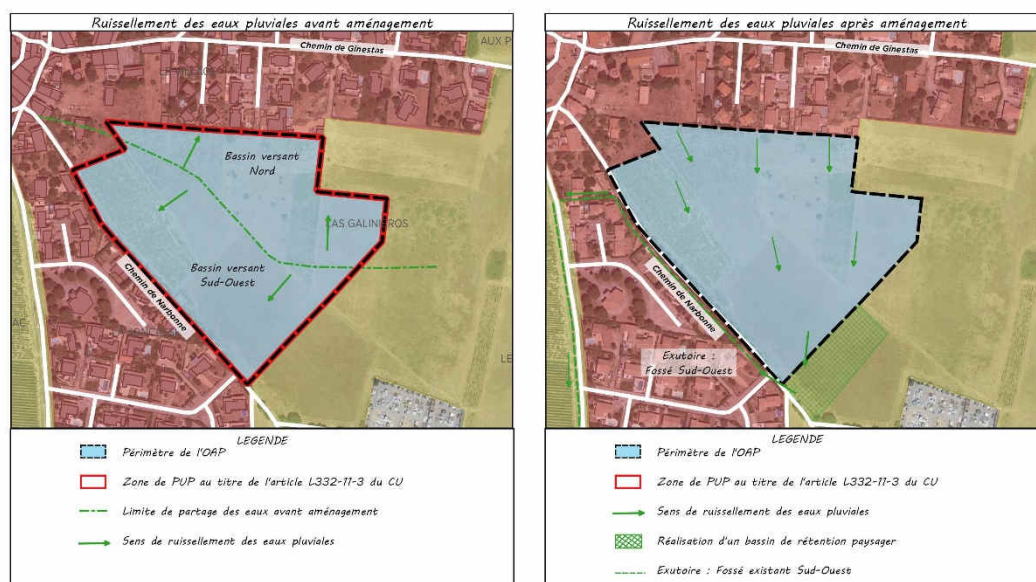 Ruissellement des eaux pluviales avant aménagement
Chemin de Ginestas
AUX P
Bassin versant
Nord
LAS GALINIEROS
Bassin versant
Sud-Ouest
Chemin de Narbonne
LE
LEGENDE
Périmètre de l'OAP
Zone de PUP au titre de l'article L332-11-3 du CU
Limite de partage des eaux avant aménagement
Sens de ruissellement des eaux pluviales
Ruissellement des eaux pluviales après aménagement
Chemin de Ginestas
Chemin de Narbonne
Exutoire :
Fossé Sud-Ouest
LEGENDE
Périmètre de l'OAP
Zone de PUP au titre de l'article L332-11-3 du CU
Sens de ruissellement des eaux pluviales
Réalisation d'un bassin de rétention paysager
Exutoire : Fossé existant Sud-Ouest